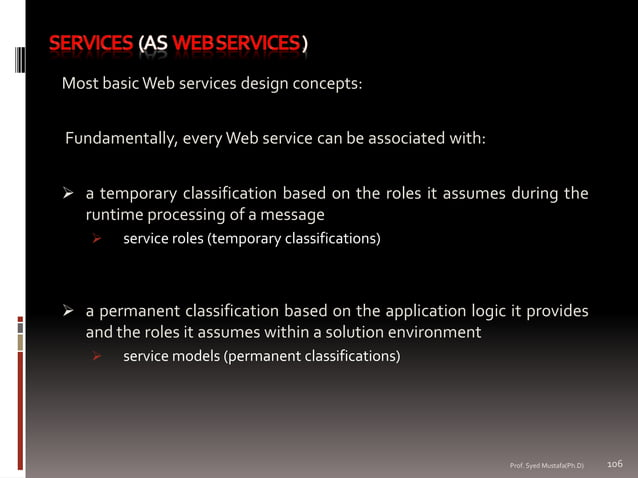 SERVICES (AS WEB SERVICES)
Most basic Web services design concepts:
Fundamentally, every Web service can be associated with:
➢ a temporary classification based on the roles it assumes during the
runtime processing of a message
➢ service roles (temporary classifications)
➢ a permanent classification based on the application logic it provides
and the roles it assumes within a solution environment
➢ service models (permanent classifications)
Prof. Syed Mustafa(Ph.D) 106